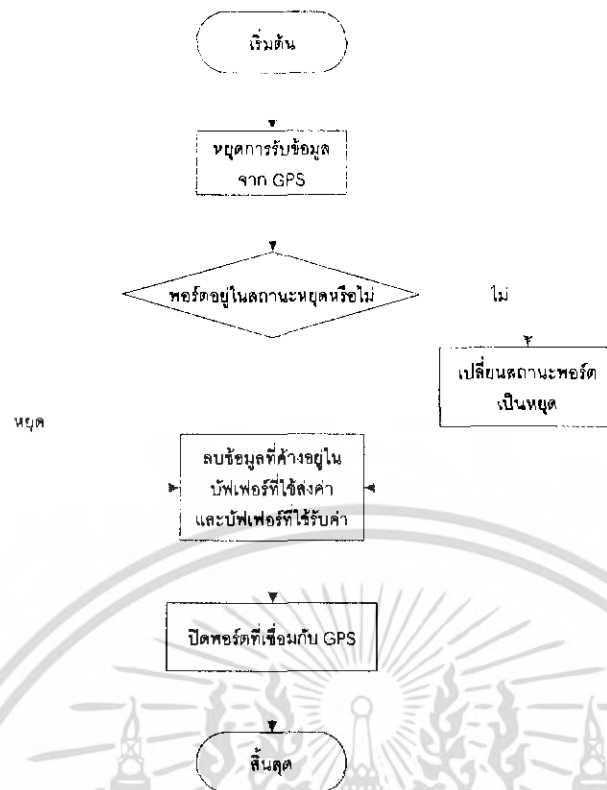 เริ่มต้น
หยุดการรับข้อมูล
จาก GPS
พอร์ตอยู่ในสถานะหยุดหรือไม่
ไม่
เปลี่ยนสถานะพอร์ต
เป็นหยุด
หยุด
ลบข้อมูลที่ค้างอยู่ใน
บัฟเฟอร์ที่ใช้ส่งค่า
และบัฟเฟอร์ที่ใช้รับค่า
ปิดพอร์ตที่เชื่อมกับ GPS
สิ้นสุด